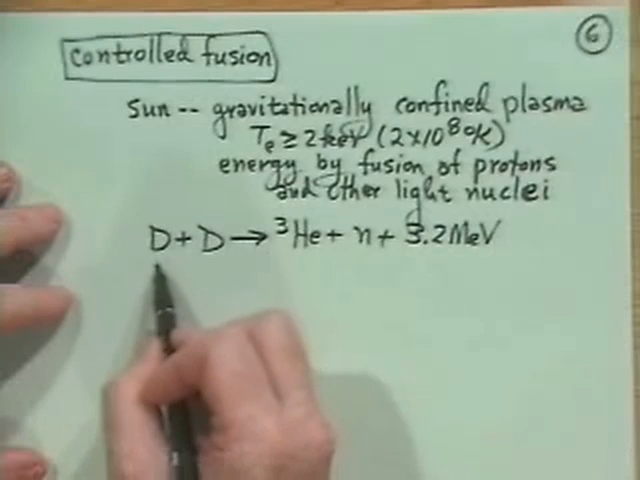 6
controlled fusion
Sun -- gravitationally confined plasma
Te ≥ 2 keV (2×10⁸ °K)
energy by fusion of protons
and other light nuclei
D + D → ³He + n + 3.2 MeV